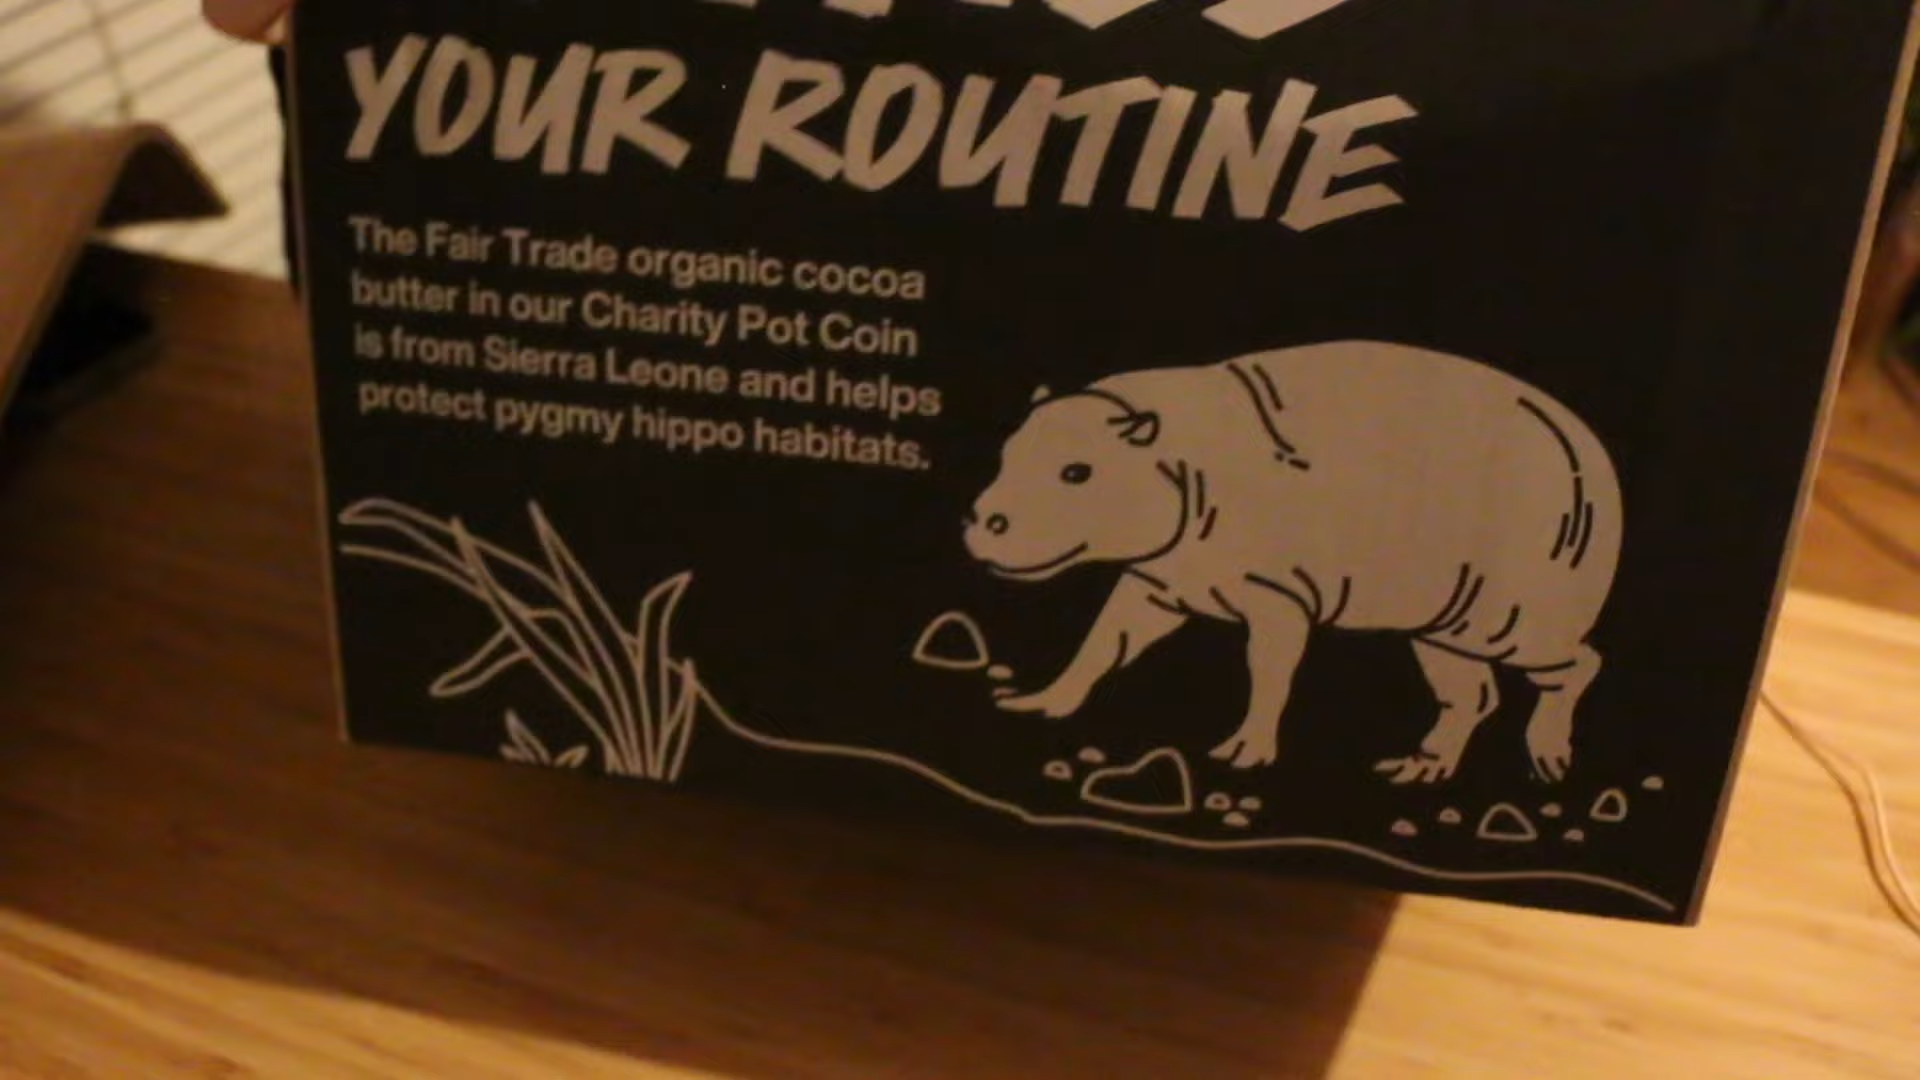 YOUR ROUTINE
The Fair Trade organic cocoa
butter in our Charity Pot Coin
is from Sierra Leone and helps
protect pygmy hippo habitats.